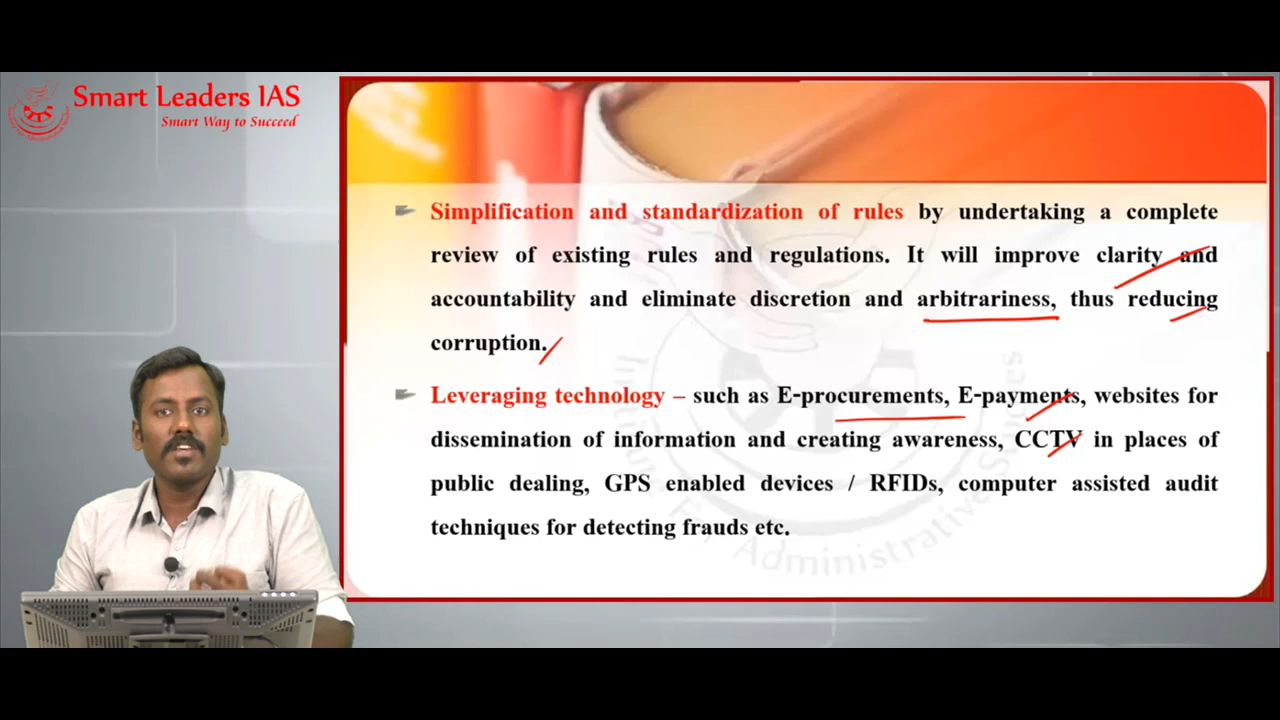 Smart Leaders IAS
Smart Way to Succeed
Simplification and standardization of rules by undertaking a complete
review of existing rules and regulations. It will improve clarity and
accountability and eliminate discretion and arbitrariness, thus reducing
corruption.
Leveraging technology – such as E-procurements, E-payments, websites for
dissemination of information and creating awareness, CCTV in places of
public dealing, GPS enabled devices / RFIDs, computer assisted audit
techniques for detecting frauds etc.